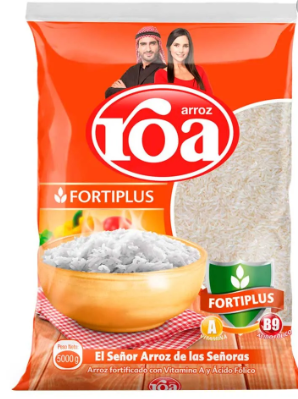 arroz
roa
FORTIPLUS
FORTIPLUS
A
B9
Peso Neto
5000g
El Señor Arroz de las Señoras
Arroz fortificado con Vitamina A y Ácido Fólico
roa